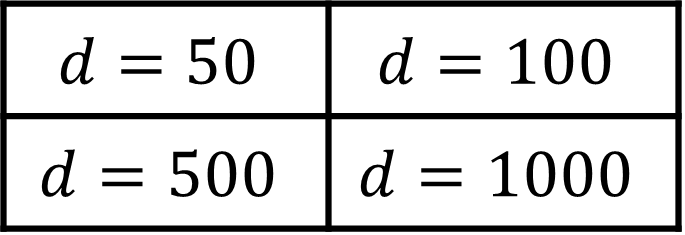 d = 50 d = 100
d = 500 d = 1000